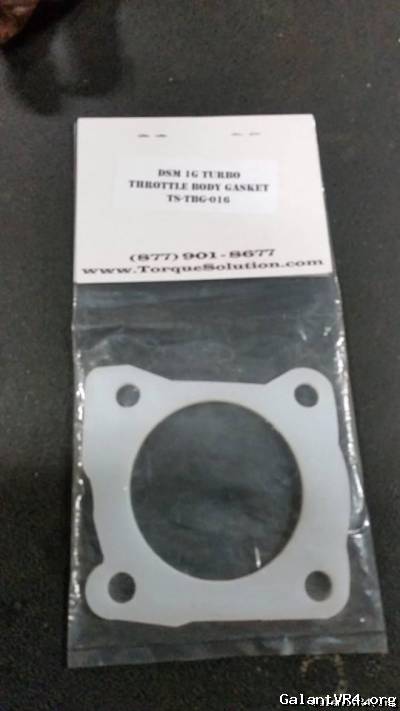 DSM 1G TURBO
THROTTLE BODY GASKET
TS-TBG-016
(877) 901-8677
www.TorqueSolution.com
GalantVR4.org